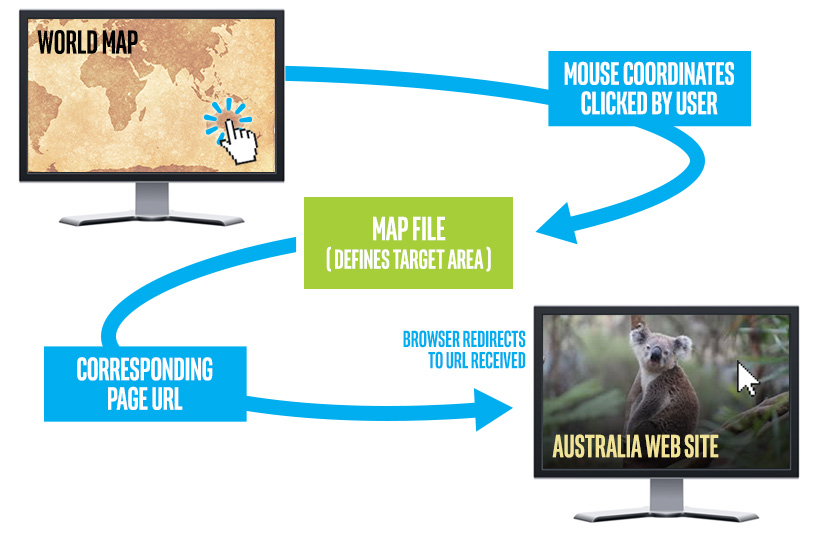 WORLD MAP
MOUSE COORDINATES
CLICKED BY USER
MAP FILE
( DEFINES TARGET AREA )
CORRESPONDING
PAGE URL
BROWSER REDIRECTS
TO URL RECEIVED
AUSTRALIA WEB SITE